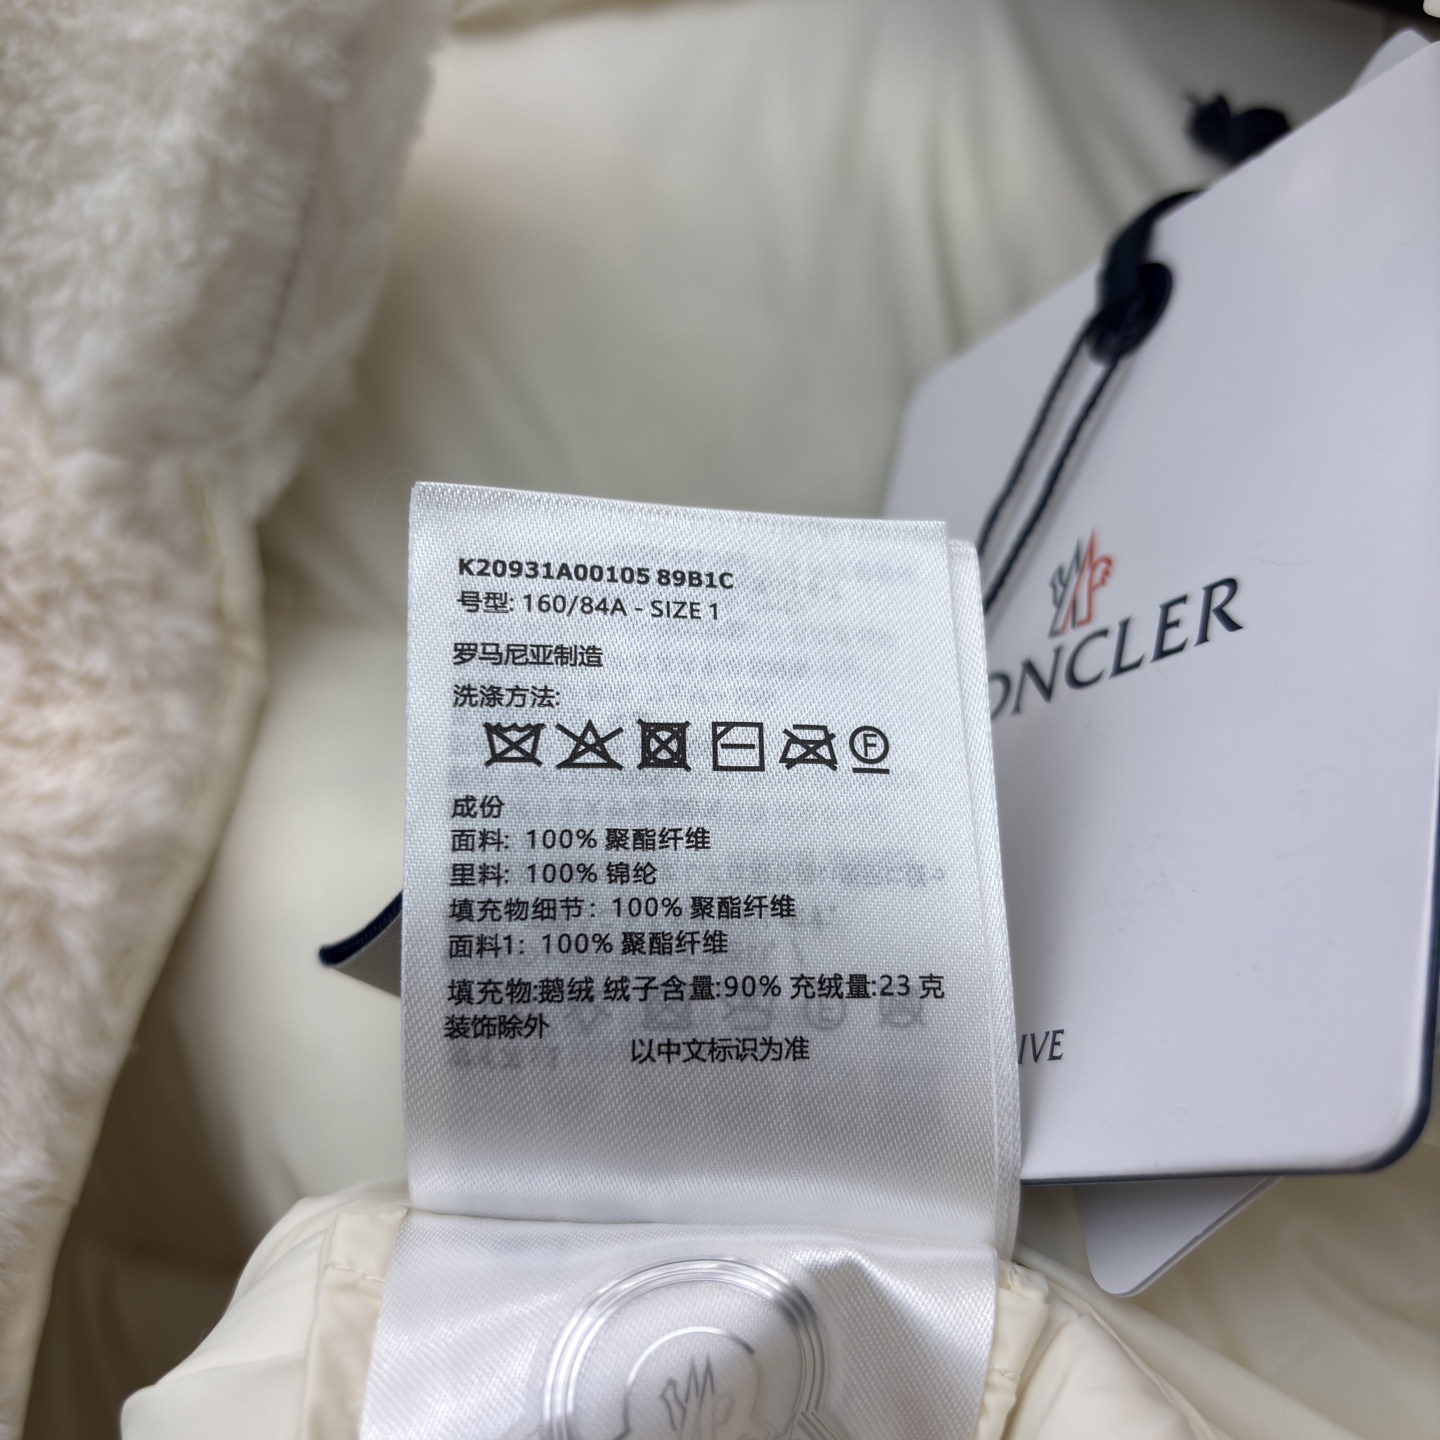 K20931A00105 89B1C
号型: 160/84A - SIZE 1
罗马尼亚制造
洗涤方法:
F
成份
面料: 100% 聚酯纤维
里料: 100% 锦纶
填充物细节: 100% 聚酯纤维
面料1: 100% 聚酯纤维
填充物:鹅绒 绒子含量:90% 充绒量:23 克
装饰除外
以中文标识为准
ONCLER
IVE